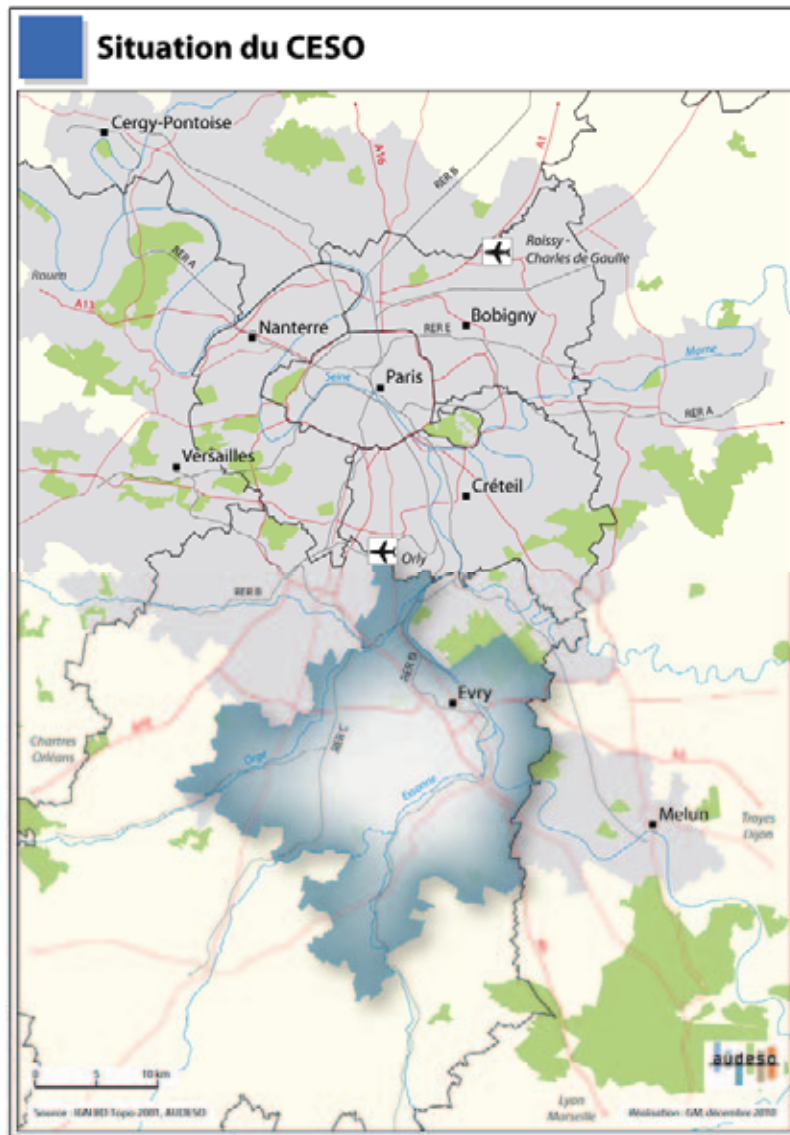 Situation du CESO
Cergy-Pontoise
A16
A1
RER B
Roissy -
Charles de Gaulle
RER A
Rouen
A13
Nanterre
Bobigny
RER E
Marne
Seine
Paris
RER A
Versailles
Créteil
Orly
RER B
RER D
Evry
Chartres
Orléans
Orge
RER C
Essonne
Melun
Troyes
Dijon
audeso
0 5 10 km
Source : IGN BD Topo 2001, AUDESO
Lyon
Marseille
Réalisation : GM, décembre 2010